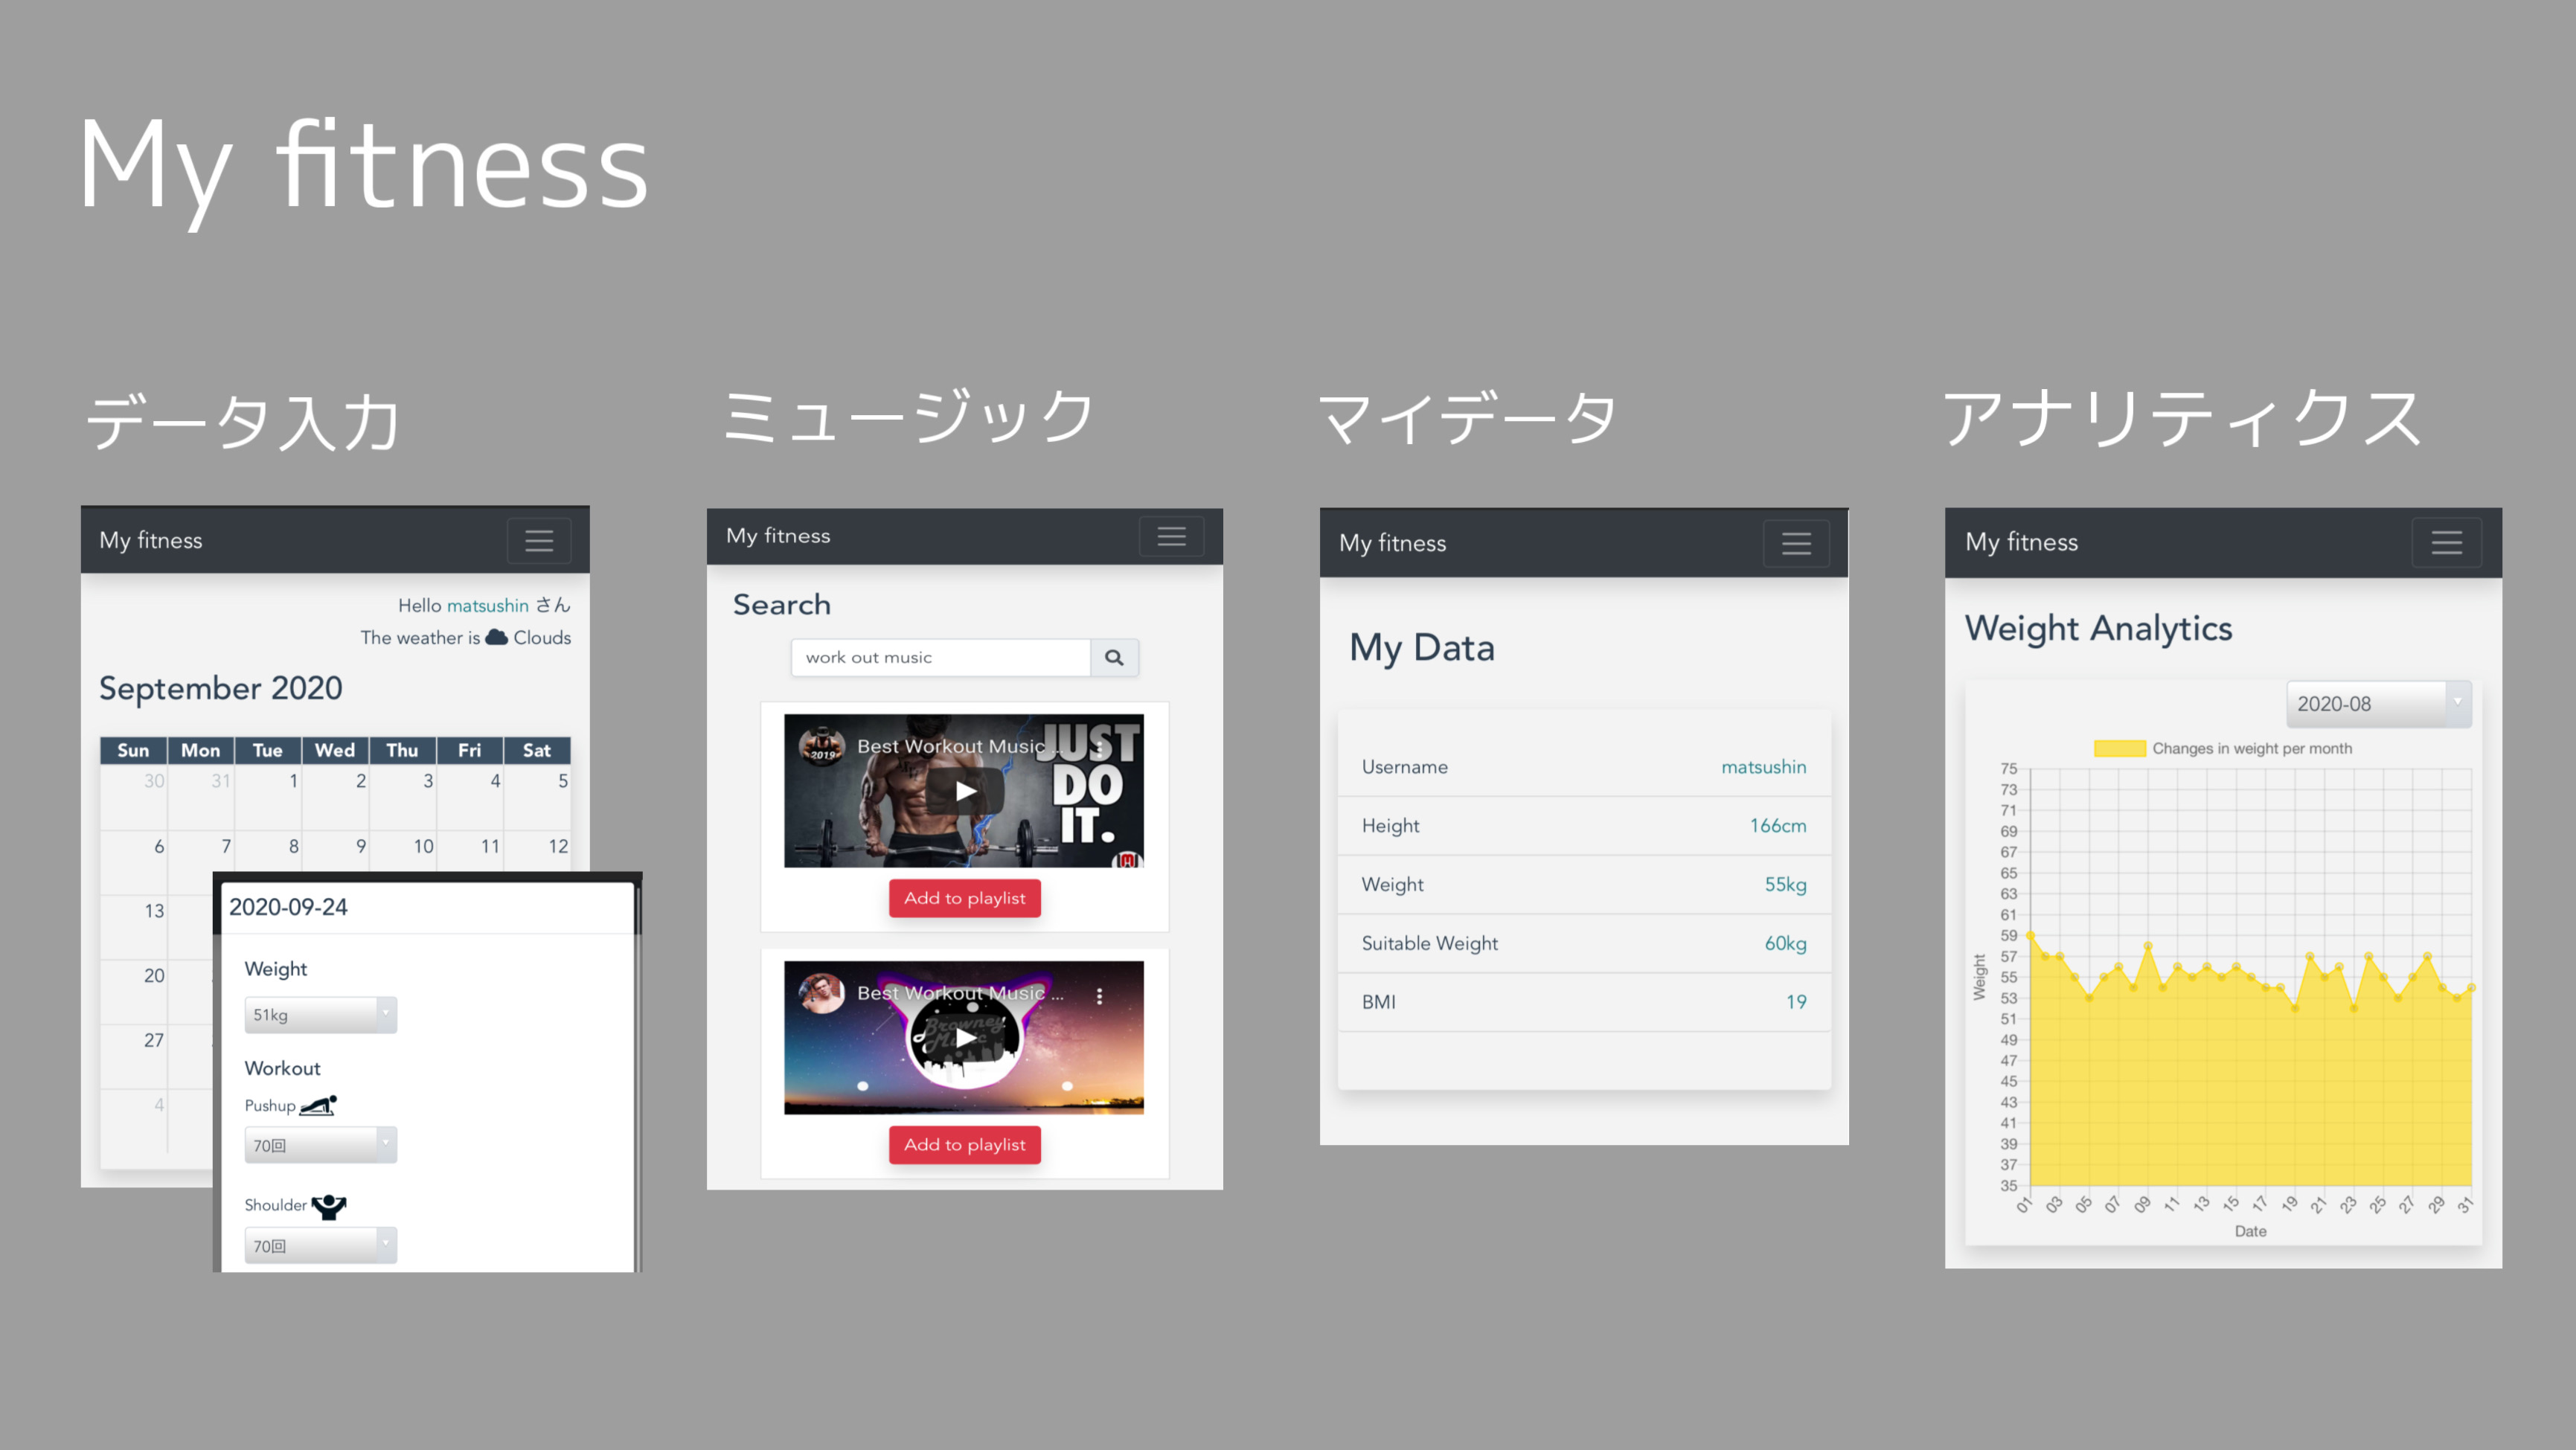 My fitness
データ入力
My fitness
Hello matsushin さん
The weather is Clouds
September 2020
Sun Mon Tue Wed Thu Fri Sat
30 31 1 2 3 4 5
6 7 8 9 10 11 12
13
20
27
4
2020-09-24
Weight
51kg
Workout
Pushup
70回
Shoulder
70回
ミュージック
My fitness
Search
work out music
2019
Best Workout Music ...
JUST
DO
IT.
Add to playlist
Best Workout Music ...
Browney
Music
Add to playlist
マイデータ
My fitness
My Data
Username matsushin
Height 166cm
Weight 55kg
Suitable Weight 60kg
BMI 19
アナリティクス
My fitness
Weight Analytics
2020-08
Changes in weight per month
75
73
71
69
67
65
63
61
59
57
55
53
51
49
47
45
43
41
39
37
35
Weight
01 03 05 07 09 11 13 15 17 19 21 23 25 27 29 31
Date